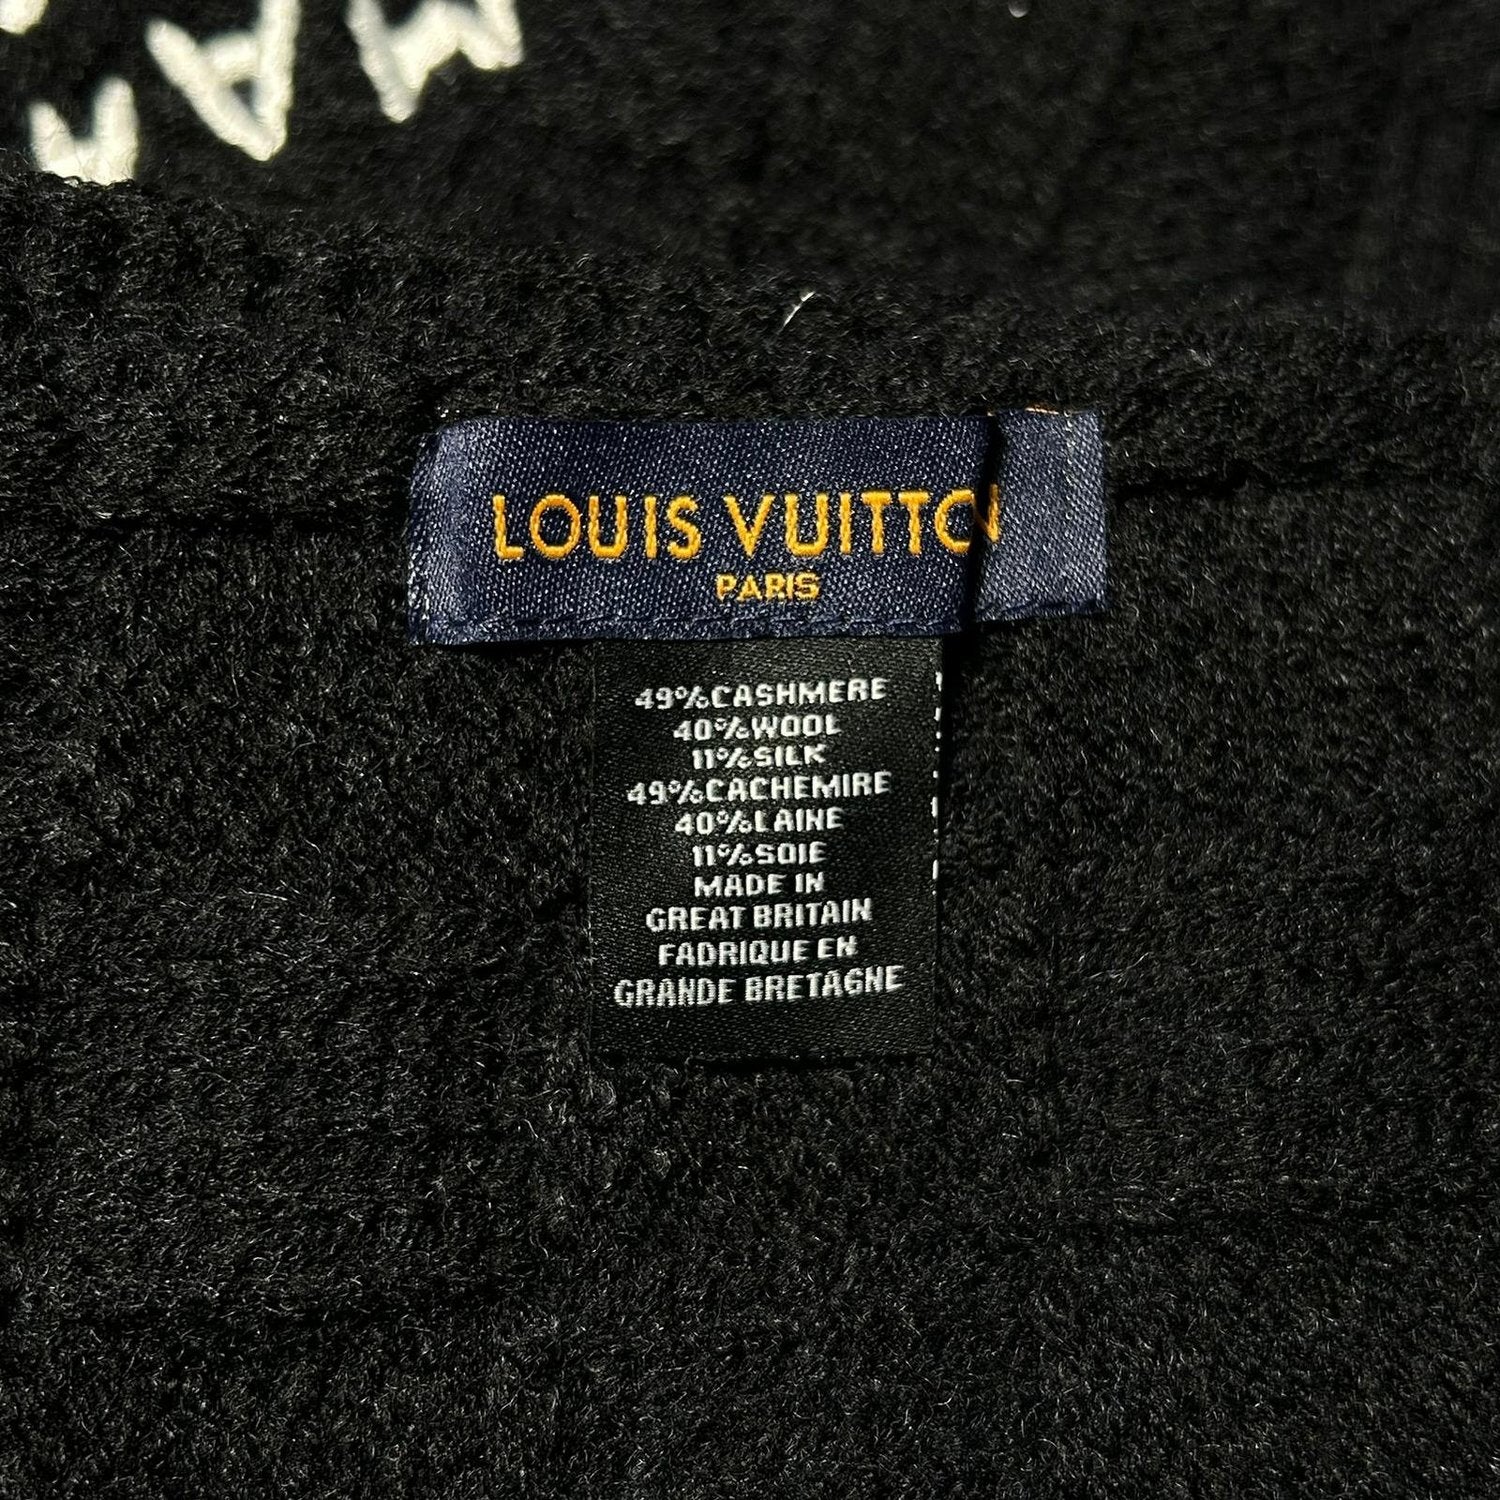 LOUIS VUITTON
PARIS
49%CASHMERE
40%WOOL
11%SILK
49%CACHEMIRE
40%LAINE
11%SOIE
MADE IN
GREAT BRITAIN
FADRIQUE EN
GRANDE BRETAGNE